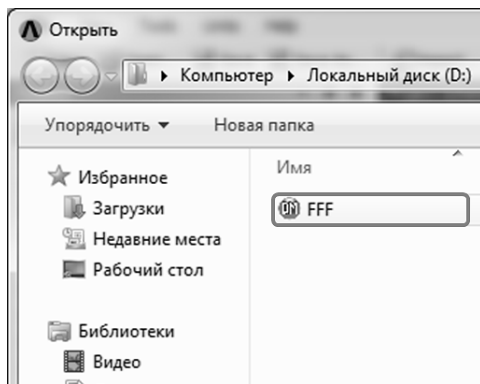 Открыть
Компьютер Локальный диск (D:)
Упорядочить Новая папка
Избранное
Загрузки
Недавние места
Рабочий стол
Библиотеки
Видео
Имя
FFF